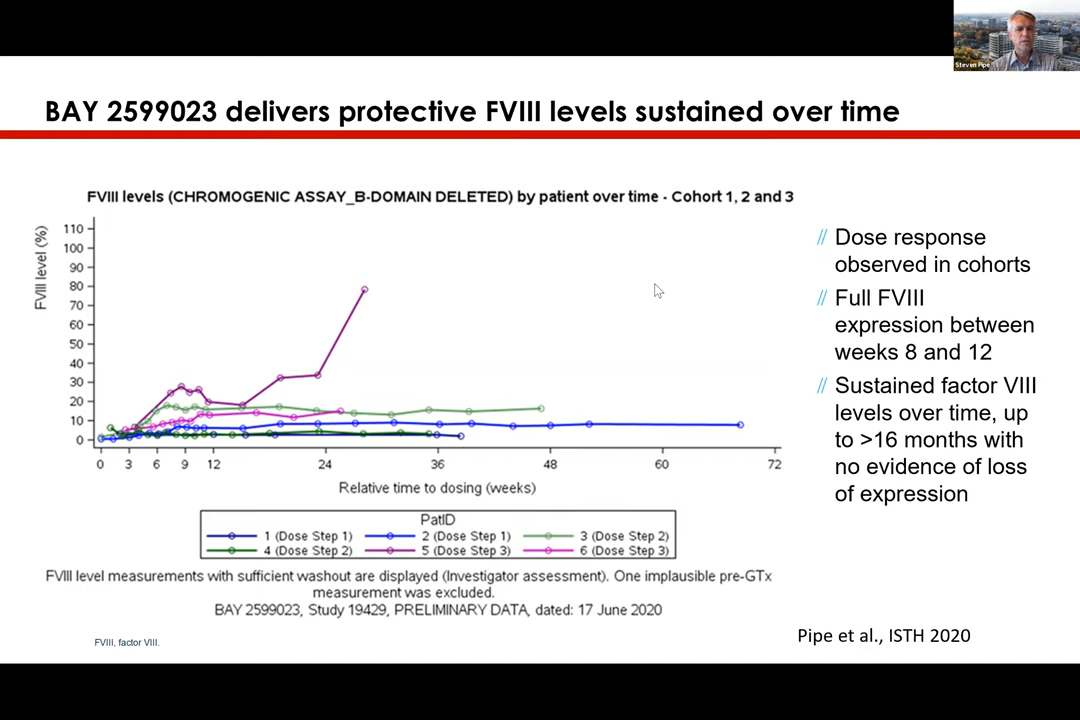 Steven Pipe
BAY 2599023 delivers protective FVIII levels sustained over time
FVIII levels (CHROMOGENIC ASSAY_B-DOMAIN DELETED) by patient over time - Cohort 1, 2 and 3
FVIII level (%)
110
100
90
80
70
60
50
40
30
20
10
0
0 3 6 9 12 24 36 48 60 72
Relative time to dosing (weeks)
PatID
1 (Dose Step 1) 2 (Dose Step 1) 3 (Dose Step 2)
4 (Dose Step 2) 5 (Dose Step 3) 6 (Dose Step 3)
FVIII level measurements with sufficient washout are displayed (Investigator assessment). One implausible pre-GTx
measurement was excluded.
BAY 2599023, Study 19429, PRELIMINARY DATA, dated: 17 June 2020
// Dose response
observed in cohorts
// Full FVIII
expression between
weeks 8 and 12
// Sustained factor VIII
levels over time, up
to >16 months with
no evidence of loss
of expression
FVIII, factor VIII.
Pipe et al., ISTH 2020